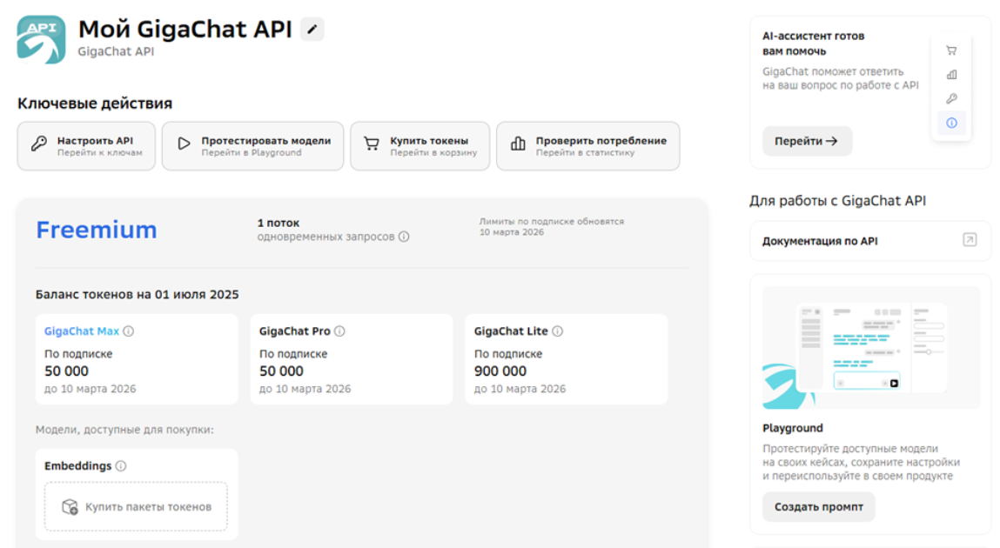 API
Мой GigaChat API
GigaChat API
Ключевые действия
Настроить API
Перейти к ключам
Протестировать модели
Перейти в Playground
Купить токены
Перейти в корзину
Проверить потребление
Перейти в статистику
Freemium
1 поток
одновременных запросов
Лимиты по подписке обновятся
10 марта 2026
Баланс токенов на 01 июля 2025
GigaChat Max
По подписке
50 000
до 10 марта 2026
GigaChat Pro
По подписке
50 000
до 10 марта 2026
GigaChat Lite
По подписке
900 000
до 10 марта 2026
Модели, доступные для покупки:
Embeddings
Купить пакеты токенов
AI-ассистент готов
вам помочь
GigaChat поможет ответить
на ваш вопрос по работе с API
Перейти →
Для работы с GigaChat API
Документация по API
Playground
Протестируйте доступные модели
на своих кейсах, сохраните настройки
и переиспользуйте в своем продукте
Создать промпт